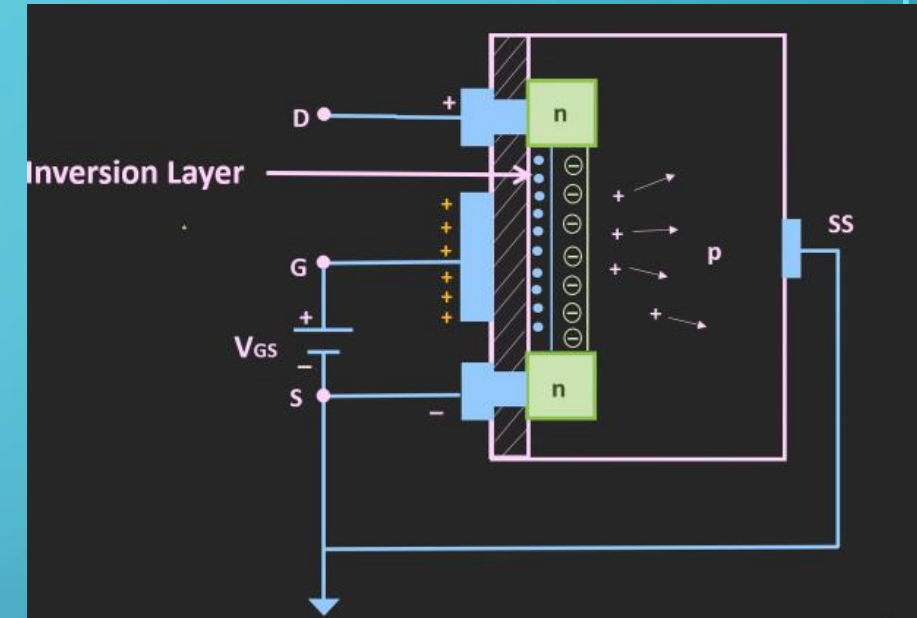 D
+
n
Inversion Layer
+
+
+
+
+
+
G
+
VGS
–
S
–
n
⊖
⊖
⊖
⊖
⊖
⊖
⊖
+
+
+
+
p
SS